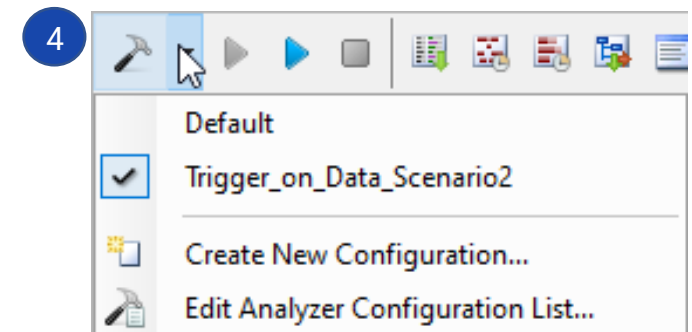 4
Default
Trigger_on_Data_Scenario2
Create New Configuration...
Edit Analyzer Configuration List...